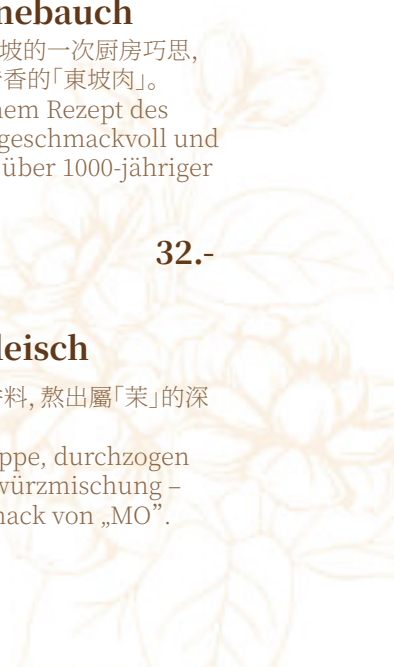 nebauch
坡的一次厨房巧思,
香的「東坡肉」。
nem Rezept des
geschmackvoll und
über 1000-jähriger
32.-
leisch
料, 熬出屬「茉」的深
ppe, durchzogen
würzmischung –
nack von „MO”.